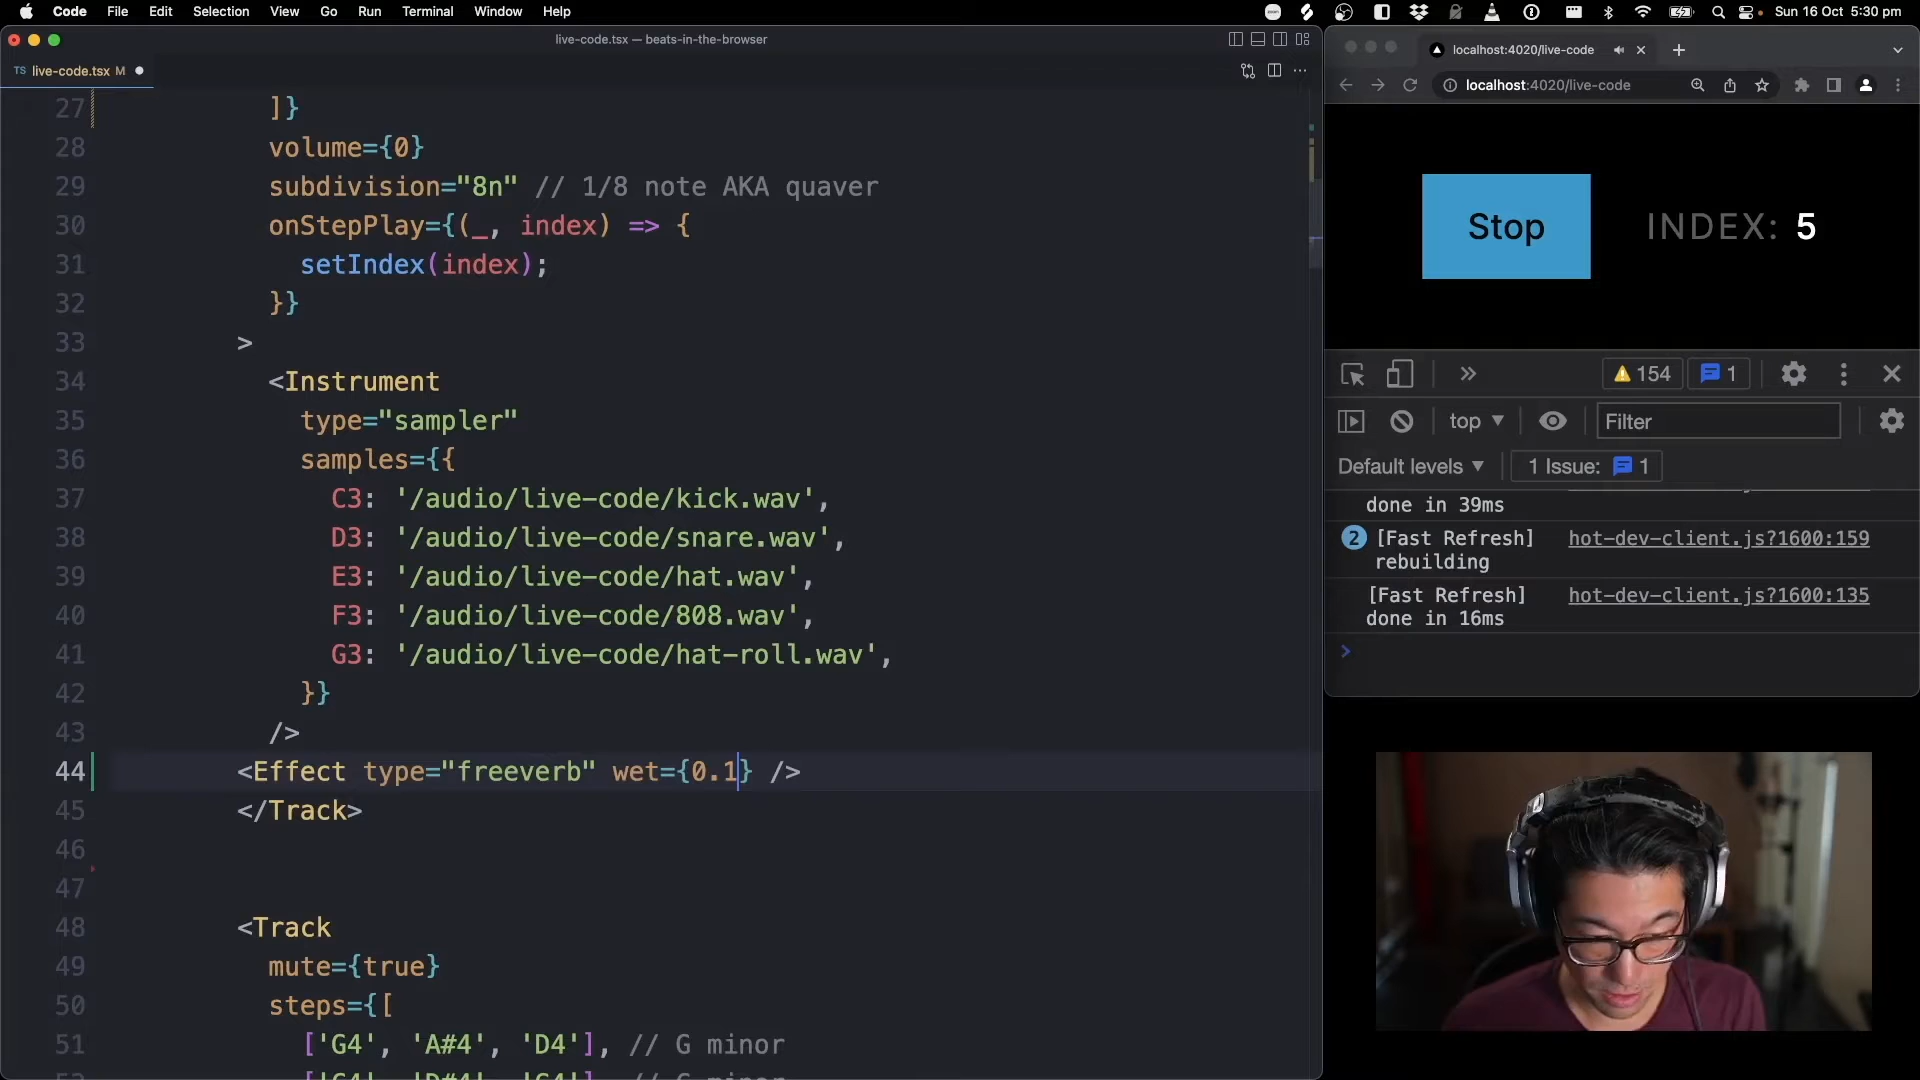 Code File Edit Selection View Go Run Terminal Window Help
Sun 16 Oct 5:30 pm
live-code.tsx — beats-in-the-browser
TS live-code.tsx M
27 ]}
28 volume={0}
29 subdivision="8n" // 1/8 note AKA quaver
30 onStepPlay={(_, index) => {
31 setIndex(index);
32 }}
33 >
34 <Instrument
35 type="sampler"
36 samples={{
37 C3: '/audio/live-code/kick.wav',
38 D3: '/audio/live-code/snare.wav',
39 E3: '/audio/live-code/hat.wav',
40 F3: '/audio/live-code/808.wav',
41 G3: '/audio/live-code/hat-roll.wav',
42 }}
43 />
44 <Effect type="freeverb" wet={0.1} />
45 </Track>
46
47
48 <Track
49 mute={true}
50 steps={[
51 ['G4', 'A#4', 'D4'], // G minor
localhost:4020/live-code
localhost:4020/live-code
Stop INDEX: 5
154 1
top Filter
Default levels 1 Issue: 1
done in 39ms
2 [Fast Refresh] hot-dev-client.js?1600:159
rebuilding
[Fast Refresh] hot-dev-client.js?1600:135
done in 16ms